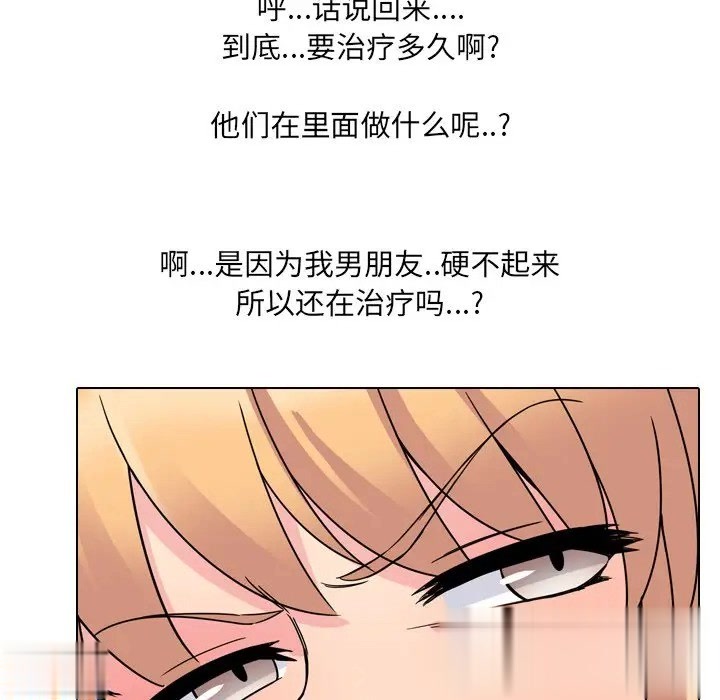 呼...话说回来....
到底...要治疗多久啊?
他们在里面做什么呢..?
啊...是因为我男朋友..硬不起来
所以还在治疗吗...?